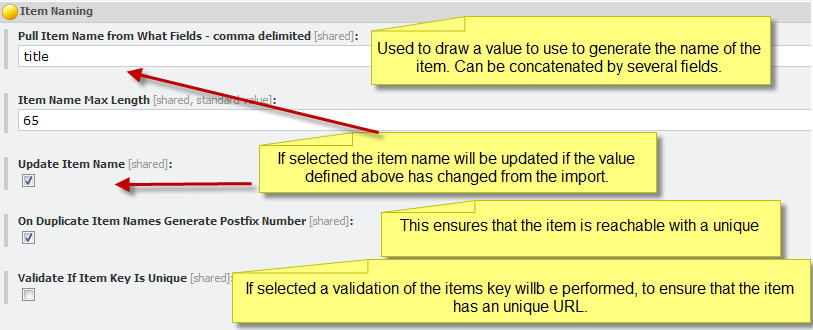 Item Naming
Pull Item Name from What Fields - comma delimited [shared]:
title
Used to draw a value to use to generate the name of the
item. Can be concatenated by several fields.
Item Name Max Length [shared, standard value]:
65
Update Item Name [shared]:
If selected the item name will be updated if the value
defined above has changed from the import.
On Duplicate Item Names Generate Postfix Number [shared]:
This ensures that the item is reachable with a unique
Validate If Item Key Is Unique [shared]:
If selected a validation of the items key willb e performed, to ensure that the item
has an unique URL.